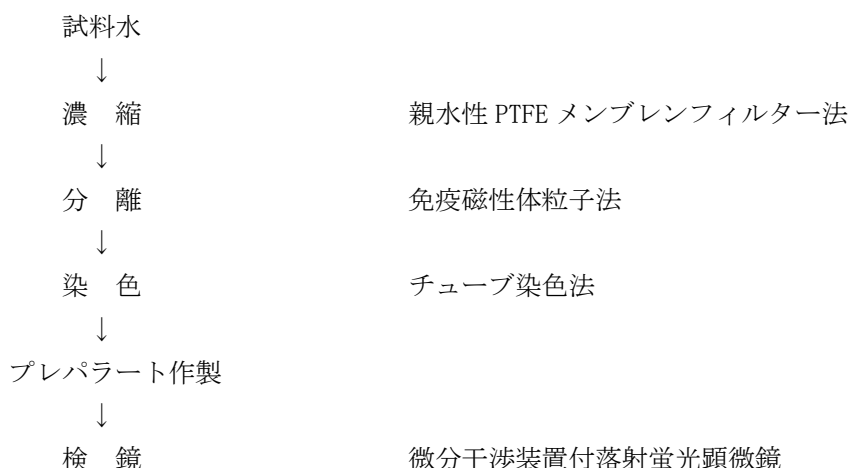 試料水
↓
濃　縮　　親水性 PTFE メンブレンフィルター法
↓
分　離　　免疫磁性体粒子法
↓
染　色　　チューブ染色法
↓
プレパラート作製
↓
検　鏡　　微分干渉装置付落射蛍光顕微鏡